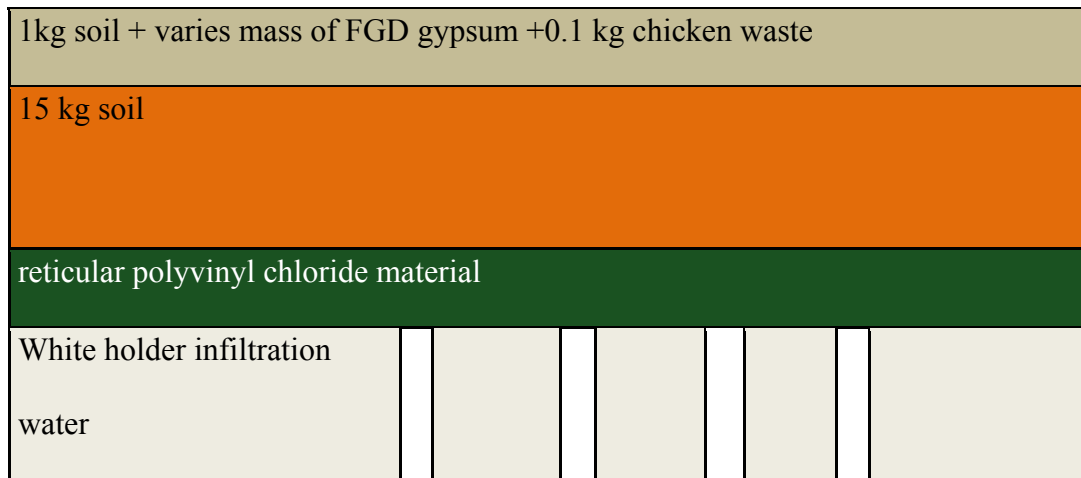 1kg soil + varies mass of FGD gypsum +0.1 kg chicken waste
15 kg soil
reticular polyvinyl chloride material
White holder infiltration
water